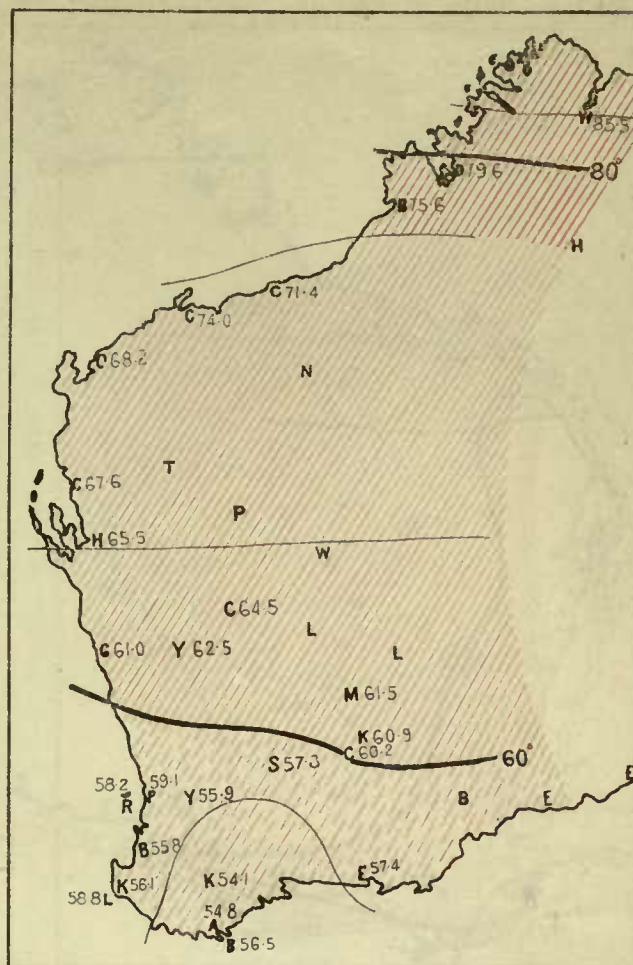 W 85.5
80°
D 79.6
B 75.6
H
C 71.4
C 74.0
O 68.2
N
T
C 67.6
P
H 65.5
W
C 64.5
L
G 61.0 Y 62.5
L
M 61.5
K 60.9
C 60.2
60°
S 57.3
58.2 R
P 59.1
Y 55.9
B
E
E
B 55.8
K 56.1
K 54.1
E 57.4
58.8 L
54.8
A
B 56.5